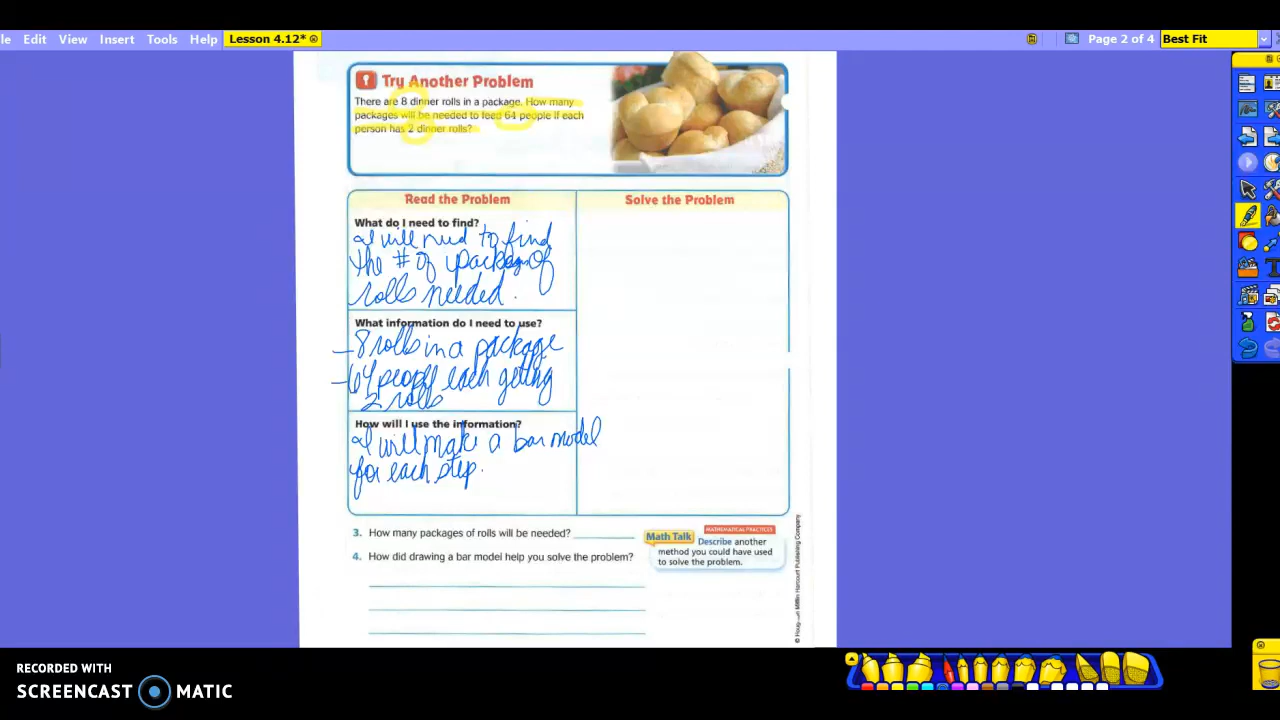 le Edit View Insert Tools Help Lesson 4.12* Page 2 of 4 Best Fit
Try Another Problem
There are 8 dinner rolls in a package. How many
packages will be needed to feed 64 people if each
person has 2 dinner rolls?
Read the Problem
Solve the Problem
What do I need to find?
I will need to find
the # of packages of
rolls needed.
What information do I need to use?
- 8 rolls in a package
- 64 people each getting
2 rolls
How will I use the information?
I will make a bar model
for each step.
3. How many packages of rolls will be needed?
4. How did drawing a bar model help you solve the problem?
MATHEMATICAL PRACTICES
Math Talk Describe another
method you could have used
to solve the problem.
Mifflin Harcourt Publishing Company
RECORDED WITH
SCREENCAST MATIC